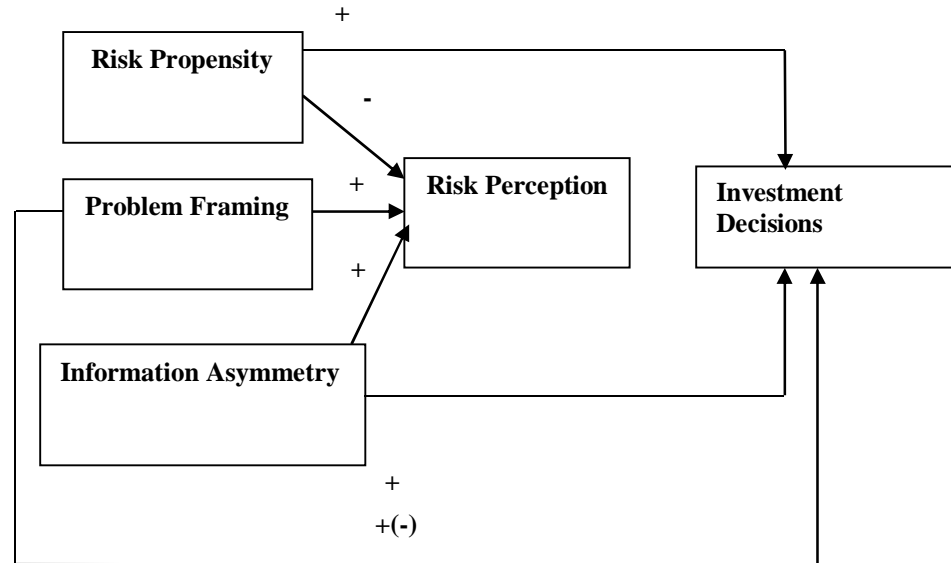 +
Risk Propensity
-
Risk Perception
+
Problem Framing
Investment
Decisions
+
Information Asymmetry
+
+(-)